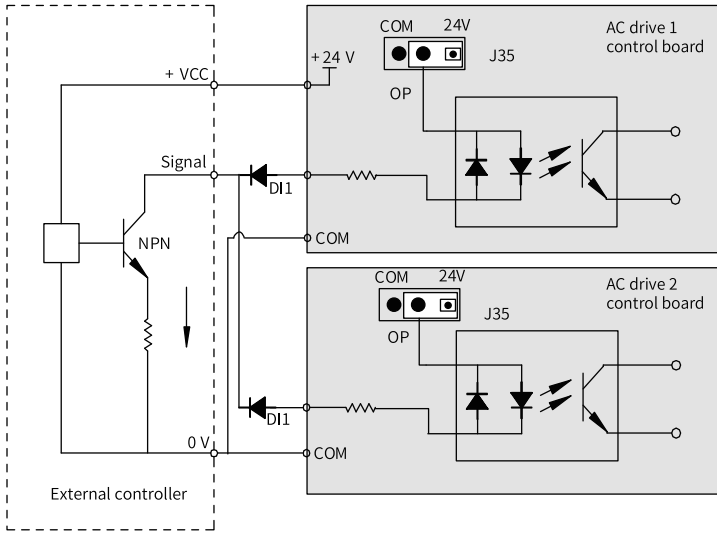 COM 24V
AC drive 1
control board
+ 24 V
J35
+ VCC
OP
Signal
DI1
NPN
COM
COM 24V
AC drive 2
control board
J35
OP
DI1
0 V
COM
External controller